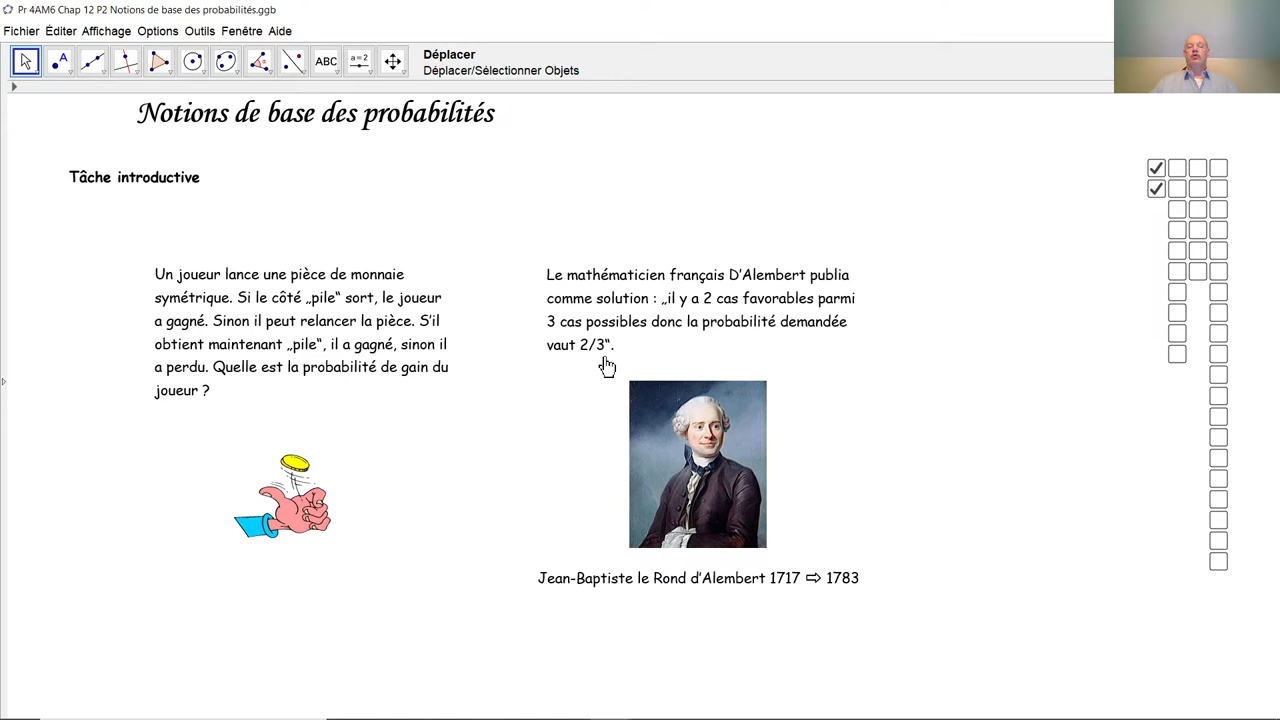 Pr 4AM6 Chap 12 P2 Notions de base des probabilités.ggb
Fichier Éditer Affichage Options Outils Fenêtre Aide
A
ABC
a=2
Déplacer
Déplacer/Sélectionner Objets
Notions de base des probabilités
Tâche introductive
Un joueur lance une pièce de monnaie
symétrique. Si le côté „pile“ sort, le joueur
a gagné. Sinon il peut relancer la pièce. S’il
obtient maintenant „pile“, il a gagné, sinon il
a perdu. Quelle est la probabilité de gain du
joueur ?
Le mathématicien français D’Alembert publia
comme solution : „il y a 2 cas favorables parmi
3 cas possibles donc la probabilité demandée
vaut 2/3“.
Jean-Baptiste le Rond d’Alembert 1717 ⇨ 1783